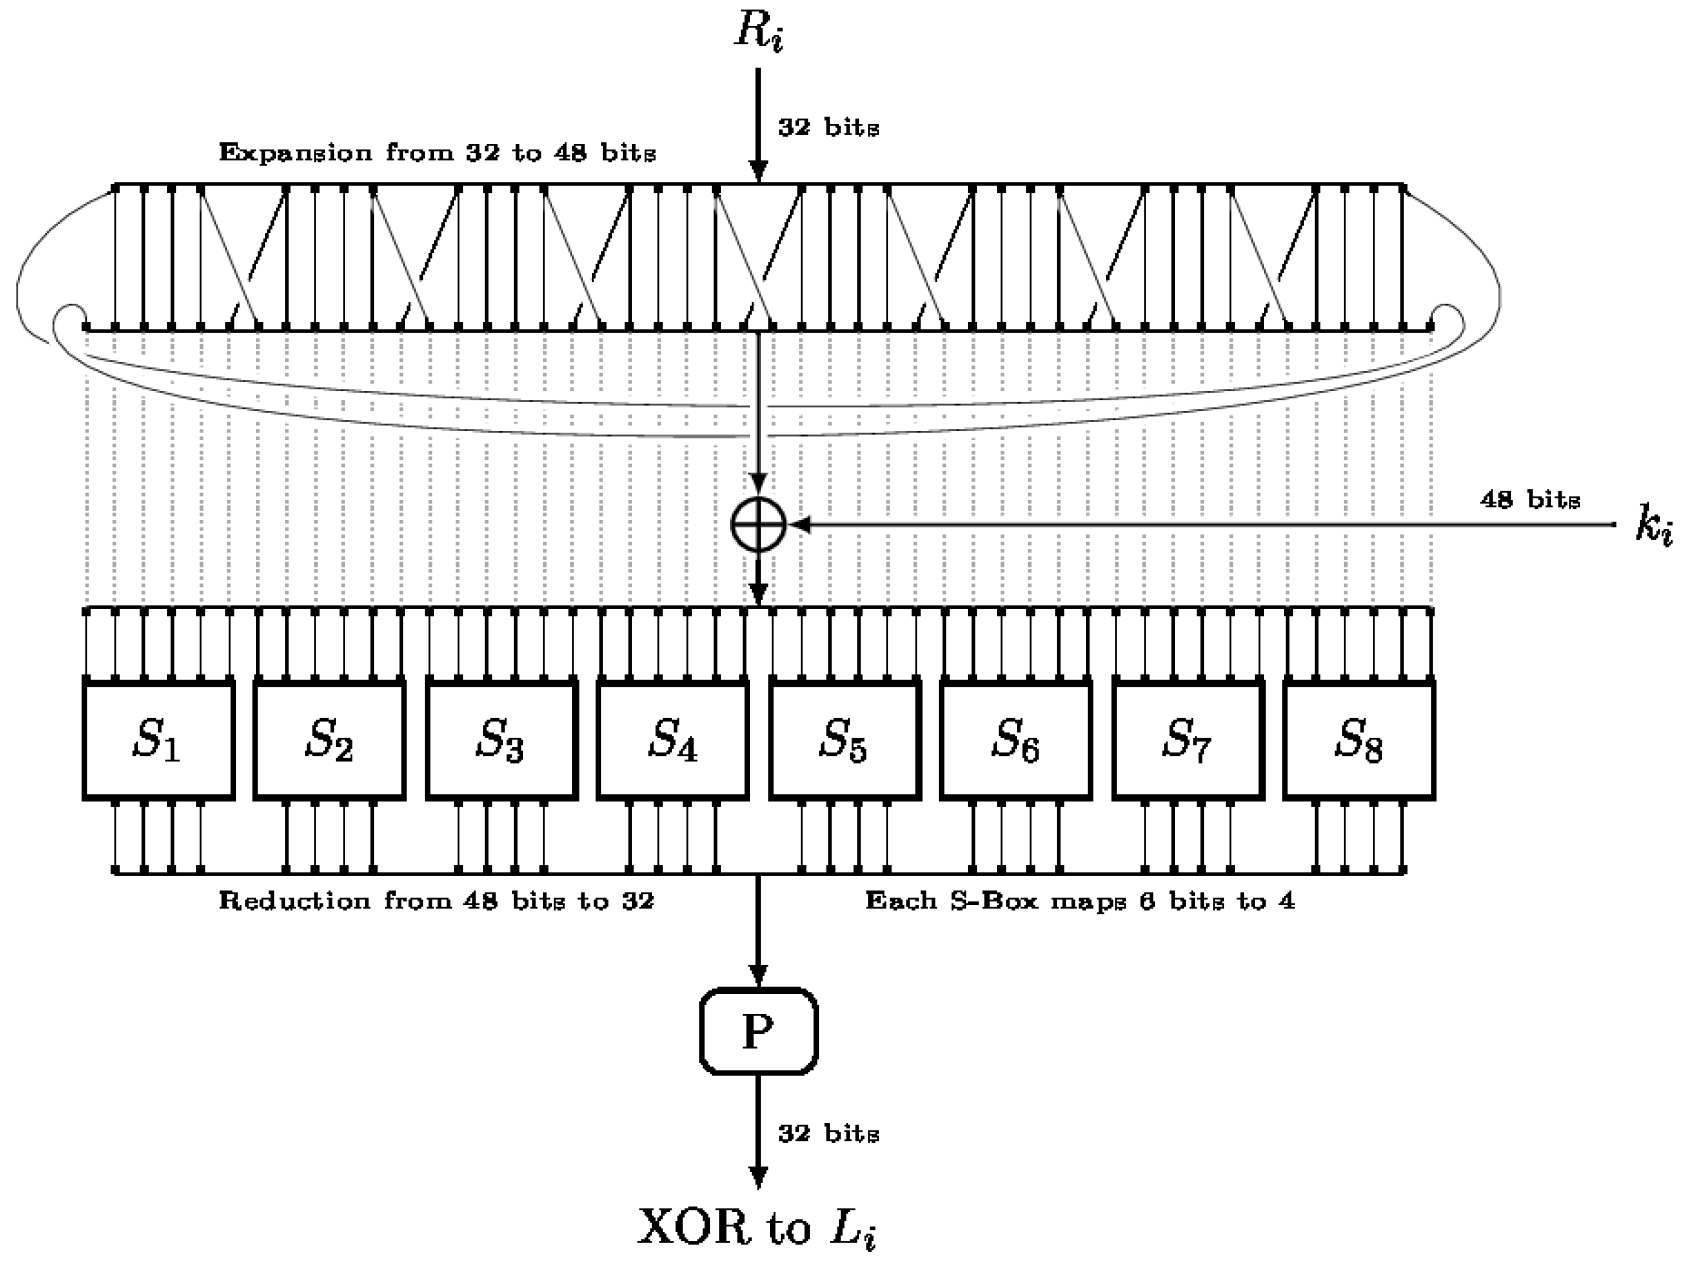 R_i
32 bits
Expansion from 32 to 48 bits
48 bits
k_i
S_1 S_2 S_3 S_4 S_5 S_6 S_7 S_8
Reduction from 48 bits to 32 Each S-Box maps 6 bits to 4
P
32 bits
XOR to L_i